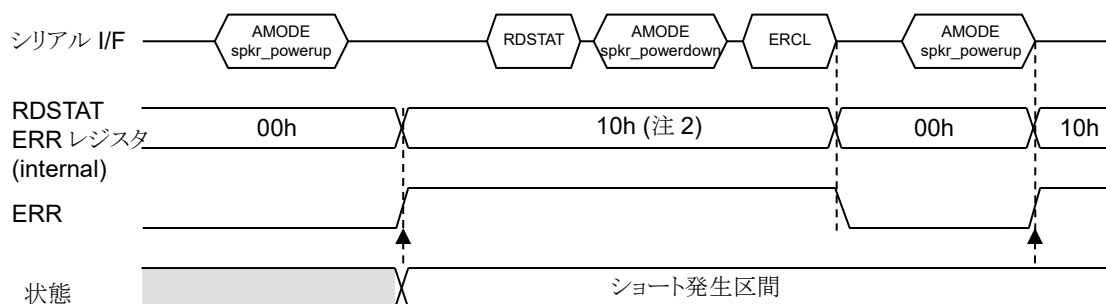 シリアル I/F
AMODE
spkr_powerup
RDSTAT
AMODE
spkr_powerdown
ERCL
AMODE
spkr_powerup
RDSTAT
ERR レジスタ
(internal)
00h
10h (注 2)
00h
10h
ERR
状態
ショート発生区間